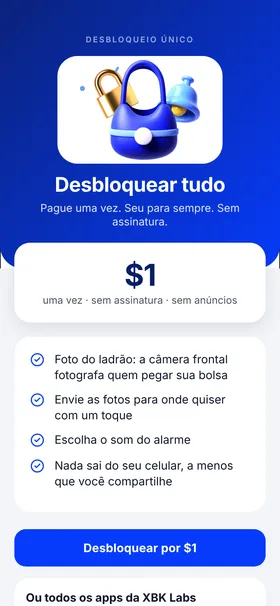 DESBLOQUEIO ÚNICO
Desbloquear tudo
Pague uma vez. Seu para sempre. Sem
assinatura.
$1
uma vez · sem assinatura · sem anúncios
Foto do ladrão: a câmera frontal
fotografa quem pegar sua bolsa
Envie as fotos para onde quiser
com um toque
Escolha o som do alarme
Nada sai do seu celular, a menos
que você compartilhe
Desbloquear por $1
Ou todos os apps da XBK Labs